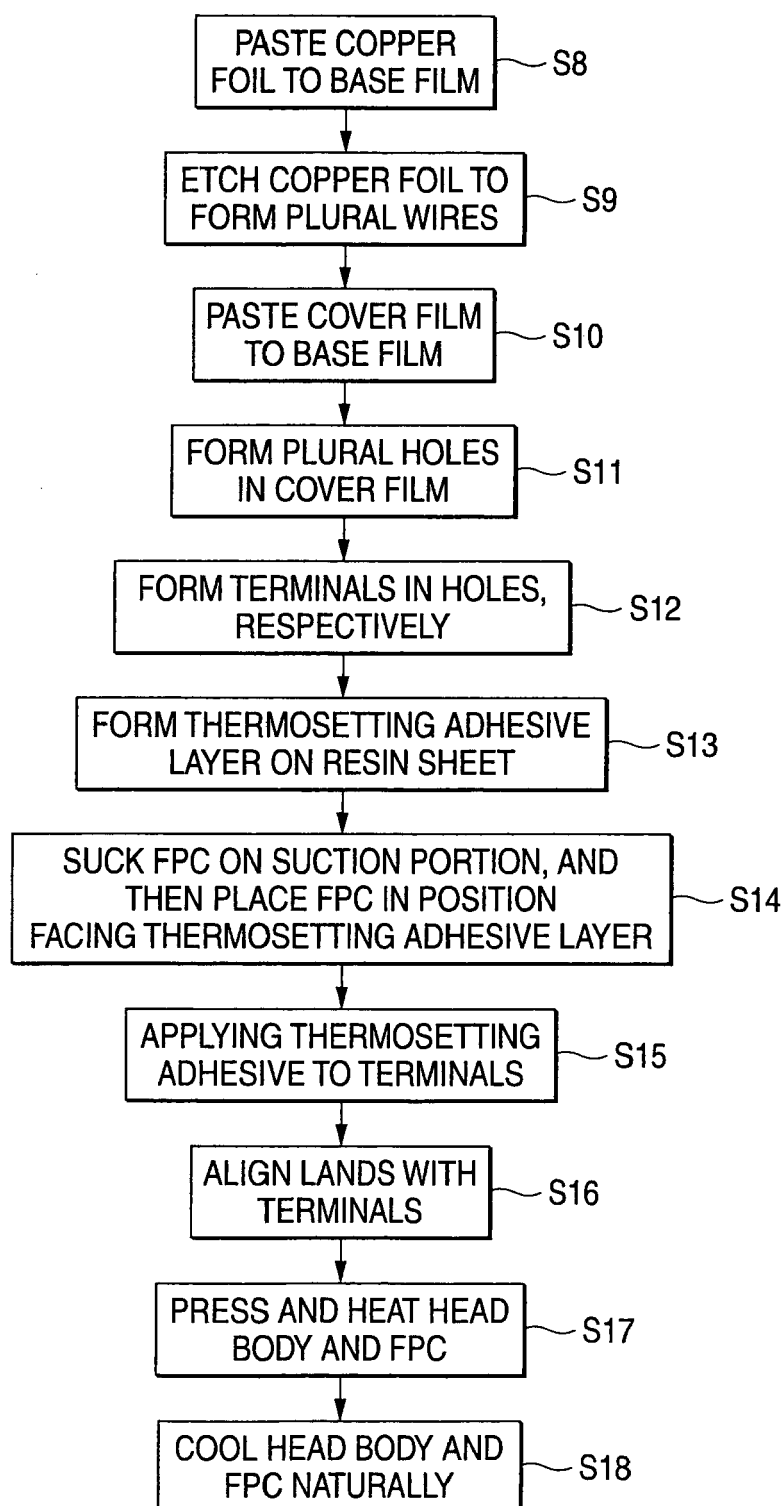 PASTE COPPER
FOIL TO BASE FILM
S8
ETCH COPPER FOIL TO
FORM PLURAL WIRES
S9
PASTE COVER FILM
TO BASE FILM
S10
FORM PLURAL HOLES
IN COVER FILM
S11
FORM TERMINALS IN HOLES,
RESPECTIVELY
S12
FORM THERMOSETTING ADHESIVE
LAYER ON RESIN SHEET
S13
SUCK FPC ON SUCTION PORTION, AND
THEN PLACE FPC IN POSITION
FACING THERMOSETTING ADHESIVE LAYER
S14
APPLYING THERMOSETTING
ADHESIVE TO TERMINALS
S15
ALIGN LANDS WITH
TERMINALS
S16
PRESS AND HEAT HEAD
BODY AND FPC
S17
COOL HEAD BODY AND
FPC NATURALLY
S18